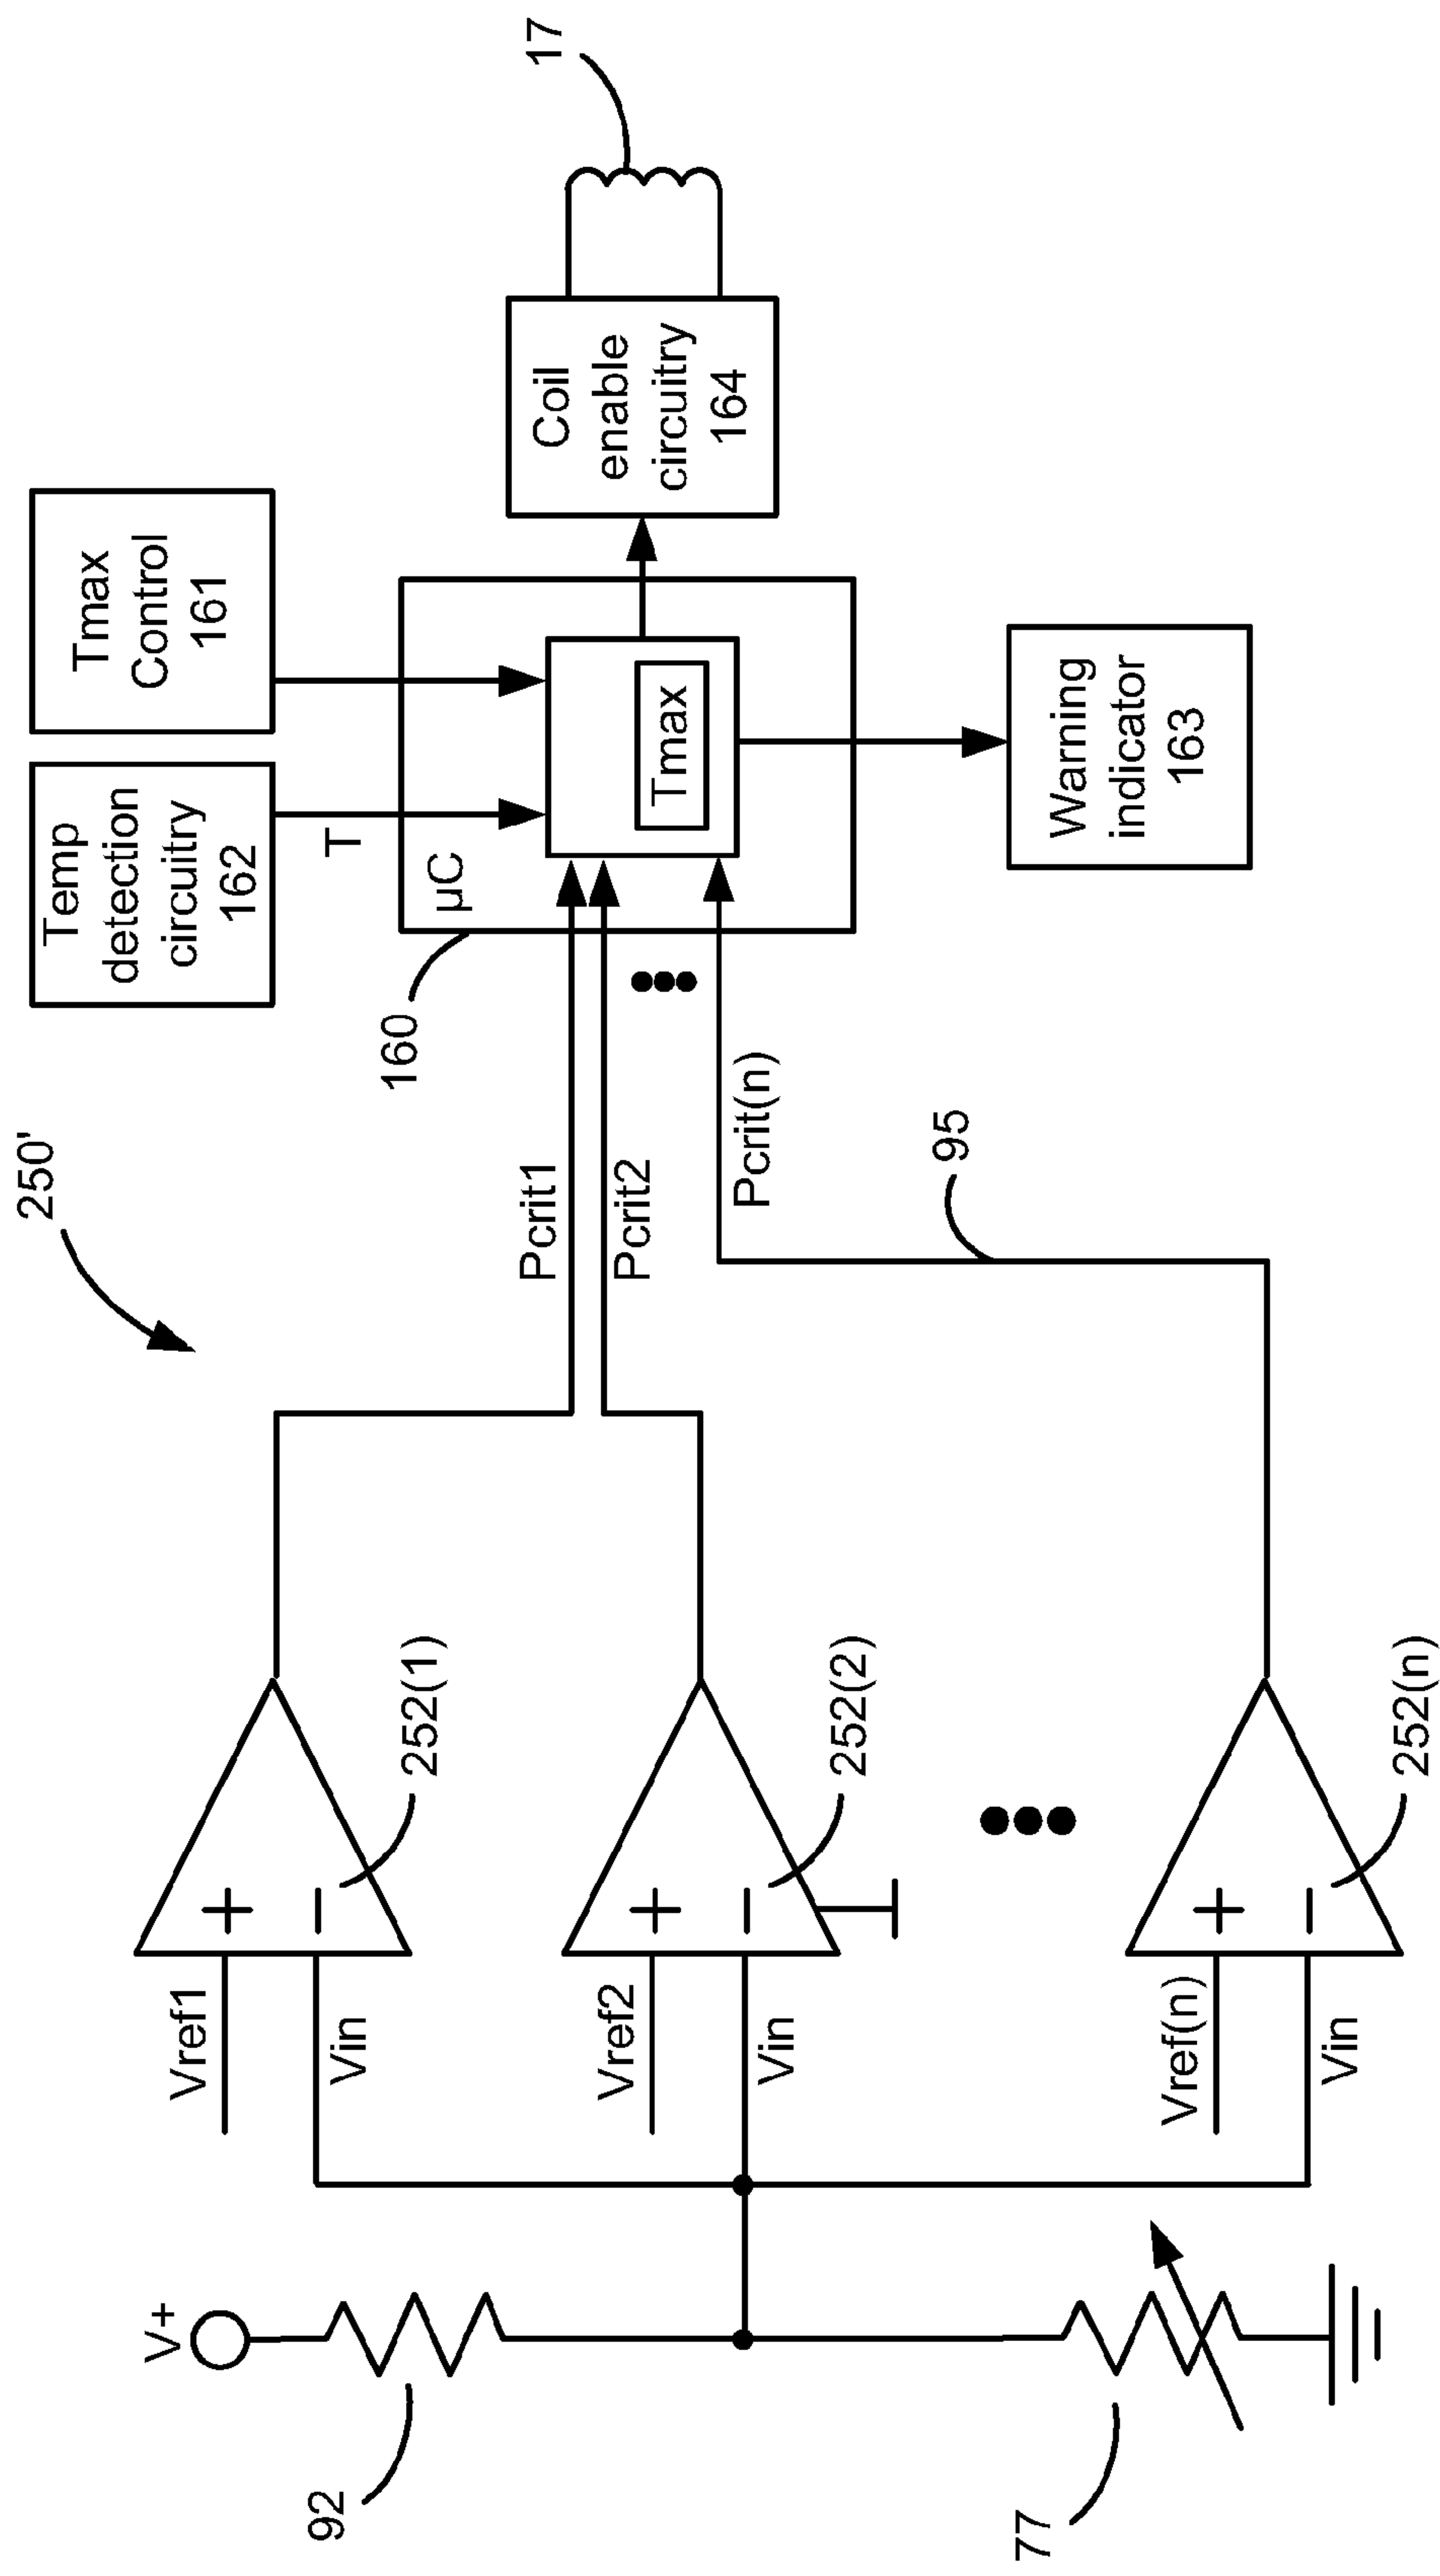 250'
V+
92
77
Vref1
+
Vin
−
252(1)
Vref2
+
Vin
−
252(2)
Vref(n)
+
Vin
−
252(n)
Pcrit1
Pcrit2
Pcrit(n)
95
160
µC
T
Temp
detection
circuitry
162
Tmax
Control
161
Tmax
Coil
enable
circuitry
164
17
Warning
indicator
163